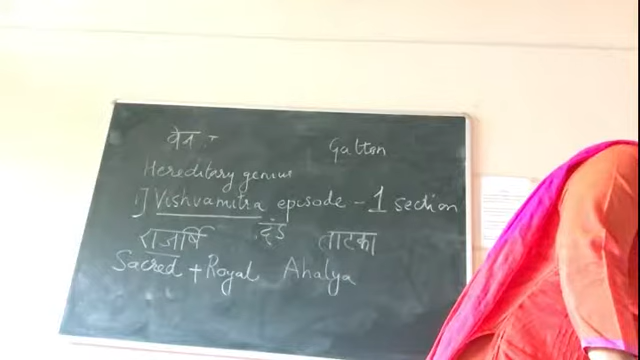 वेन :- Galton
Hereditary genius
1] Vishvamitra episode - 1 section
राजर्षि दंड ताटका
Sacred + Royal Ahalya